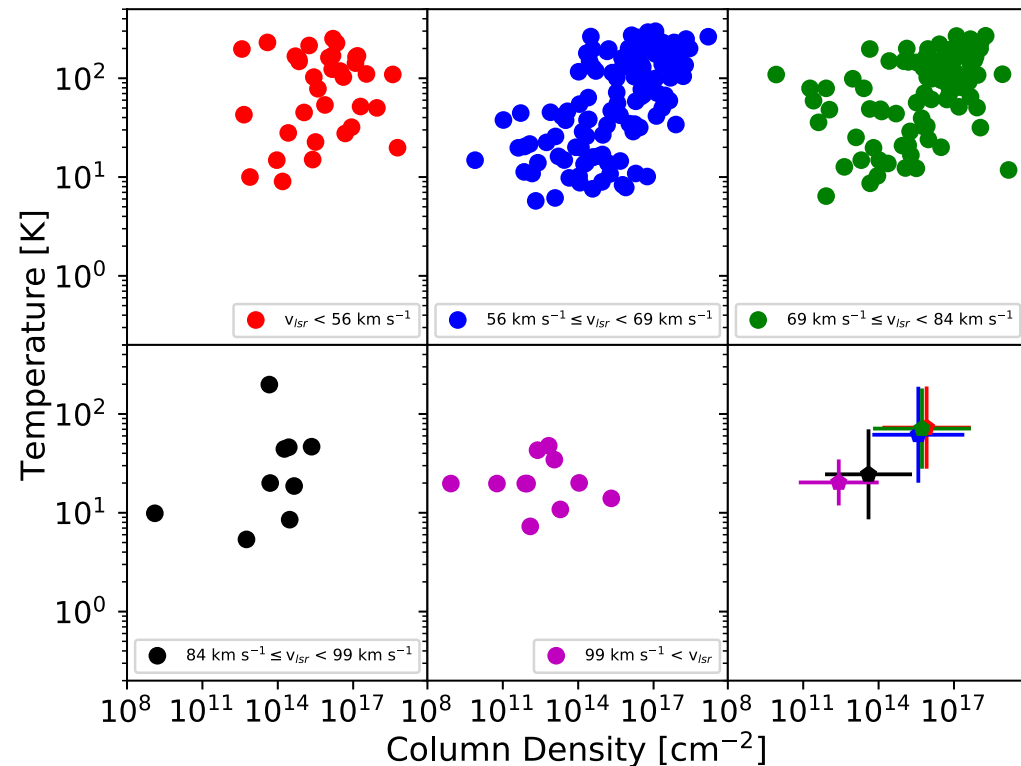 Temperature [K]
10²
10¹
10⁰
v_lsr < 56 km s⁻¹
56 km s⁻¹ ≤ v_lsr < 69 km s⁻¹
69 km s⁻¹ ≤ v_lsr < 84 km s⁻¹
10²
10¹
10⁰
84 km s⁻¹ ≤ v_lsr < 99 km s⁻¹
99 km s⁻¹ < v_lsr
10⁸ 10¹¹ 10¹⁴ 10¹⁷ 10⁸ 10¹¹ 10¹⁴ 10¹⁷ 10⁸ 10¹¹ 10¹⁴ 10¹⁷
Column Density [cm⁻²]